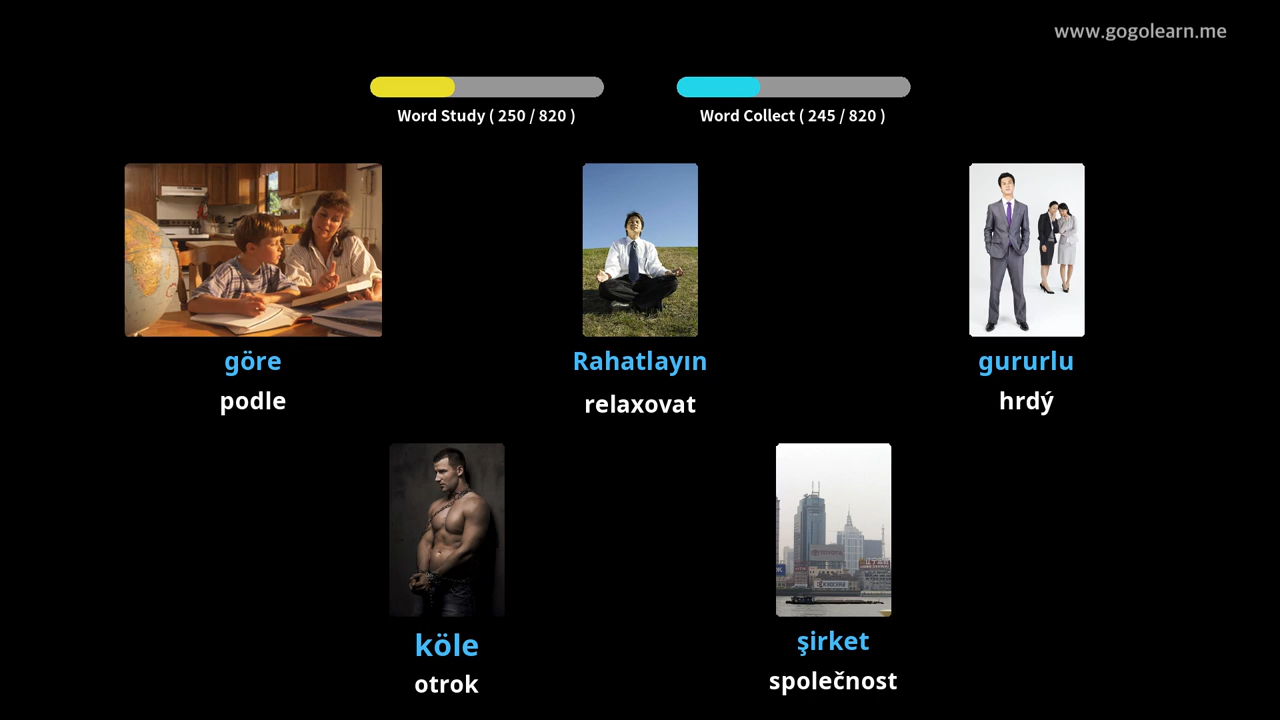 www.gogolearn.me
Word Study ( 250 / 820 )
Word Collect ( 245 / 820 )
göre
podle
Rahatlayın
relaxovat
gururlu
hrdý
TOYOTA
köle
otrok
şirket
společnost